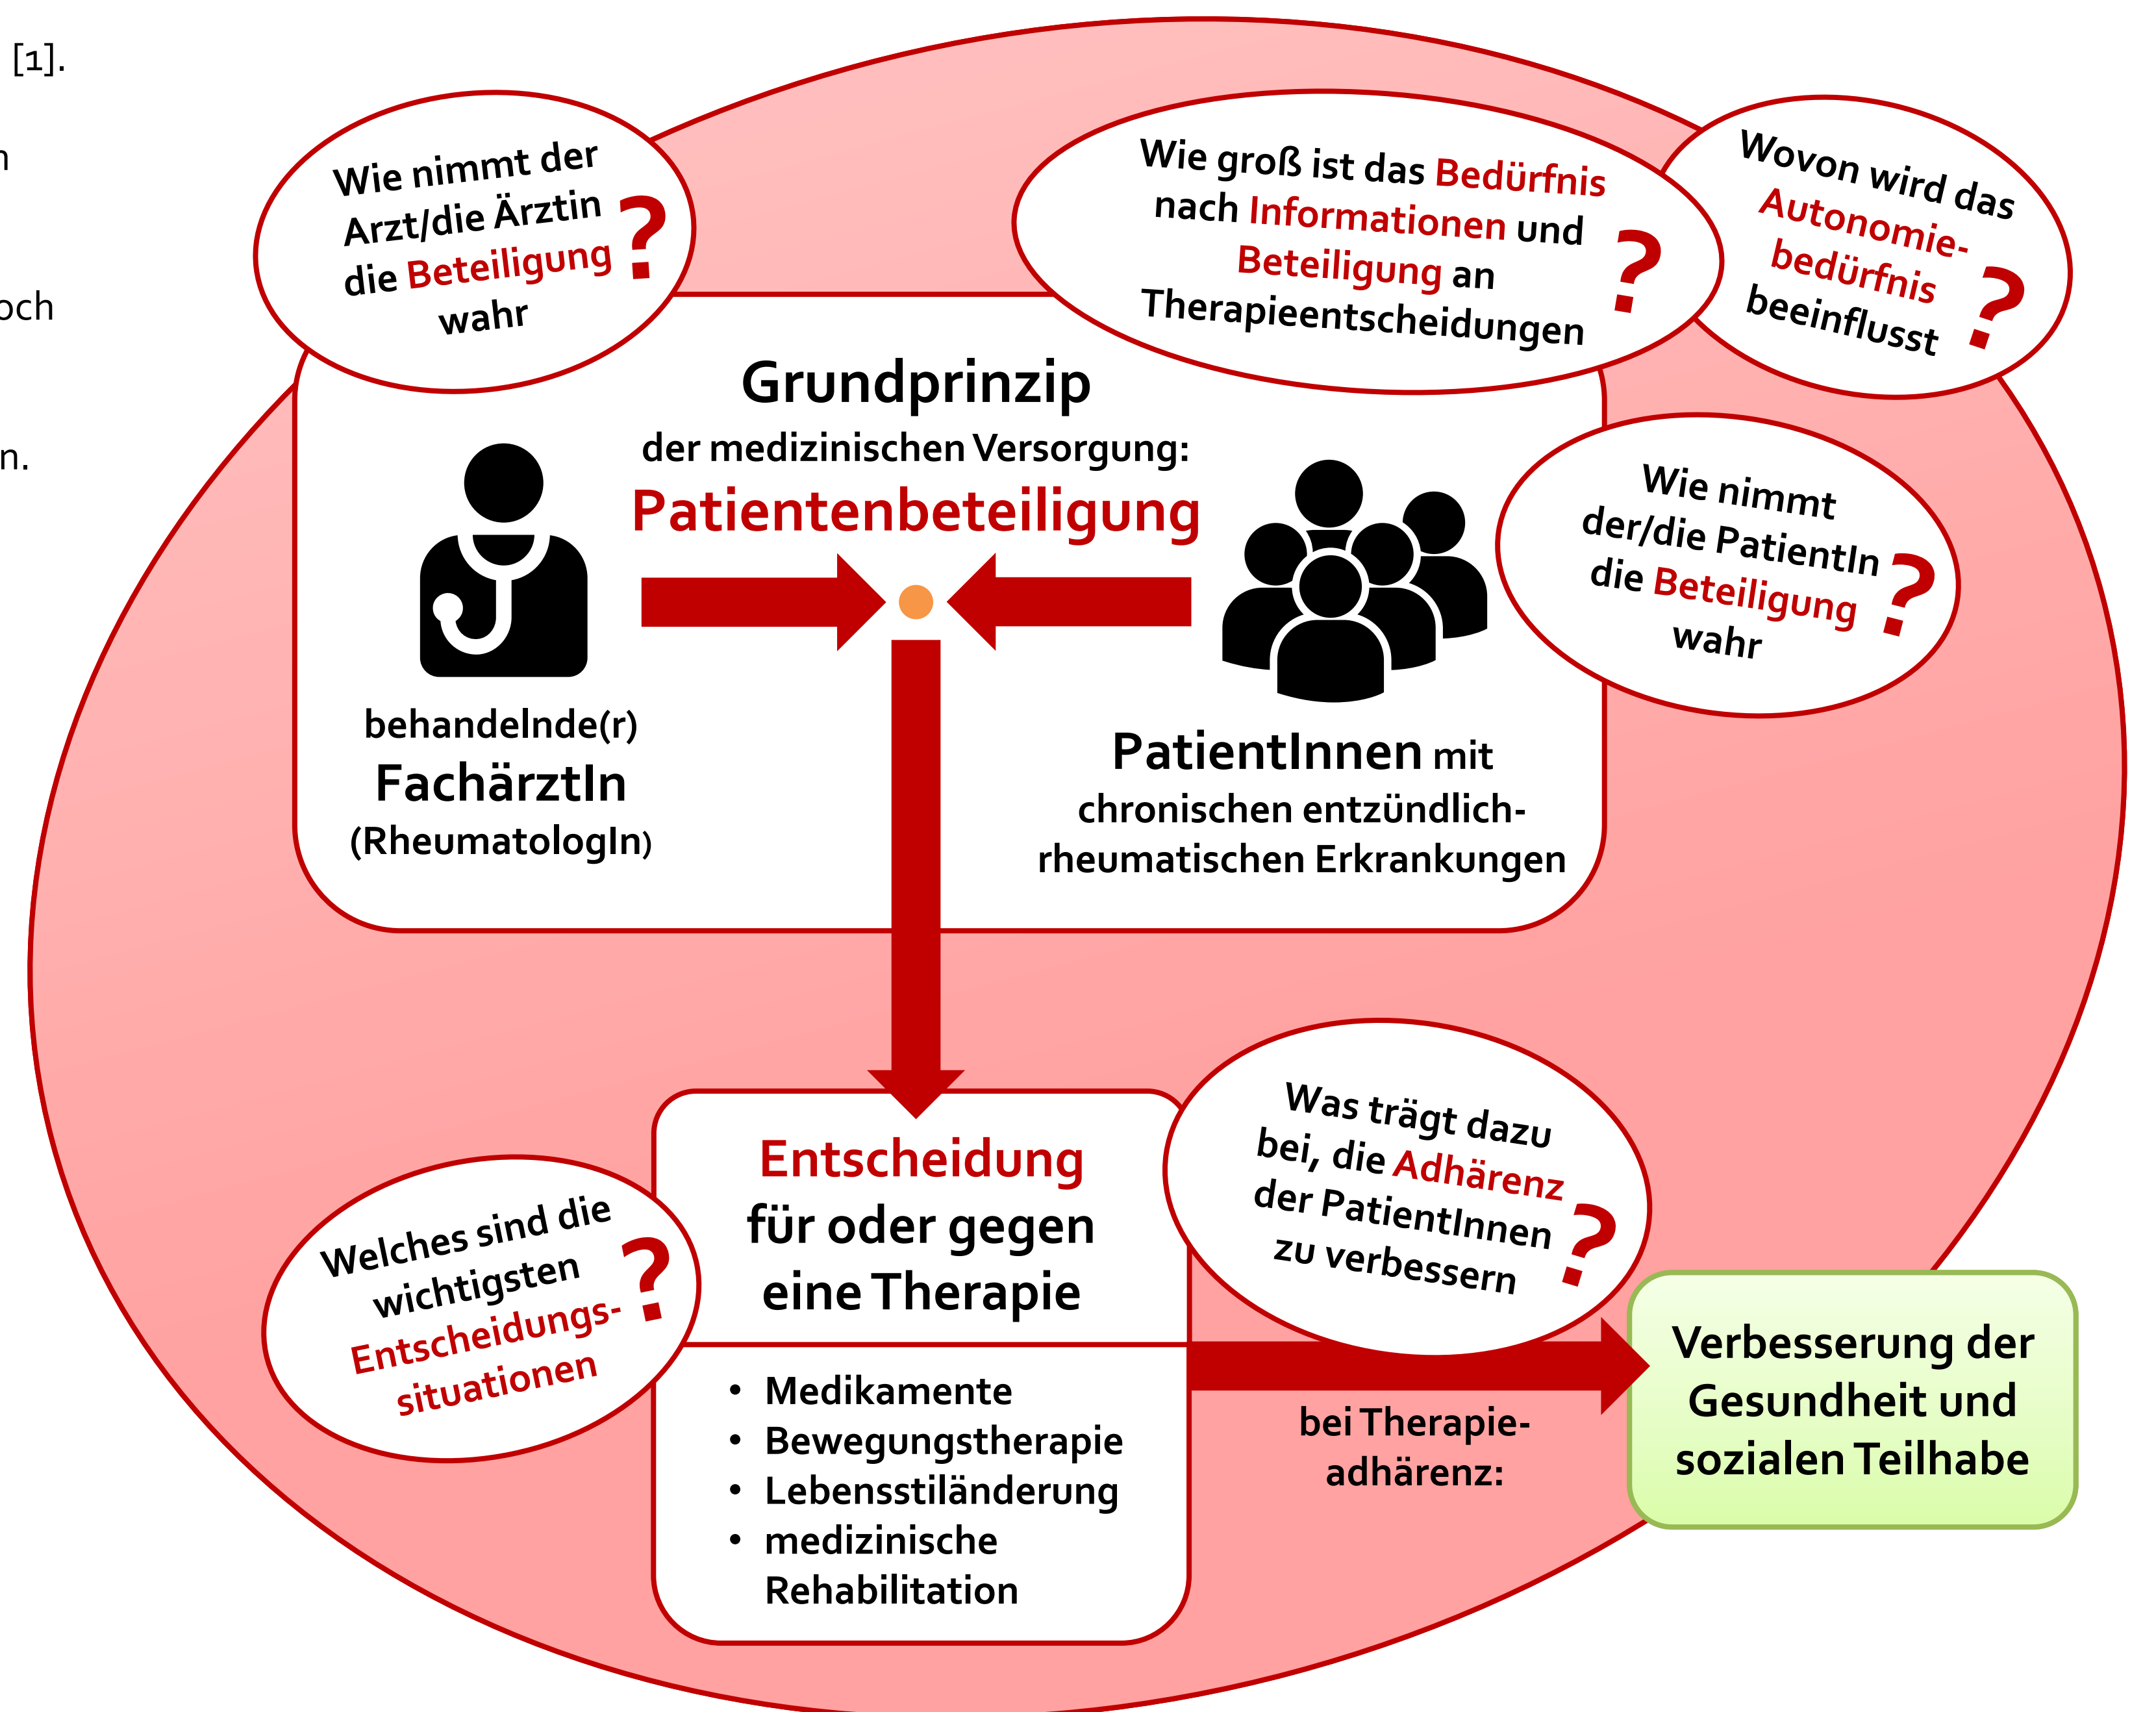 [1].
och
n.
Wie nimmt der
Arzt/die Ärztin
die Beteiligung
wahr
?
Wie groß ist das Bedürfnis
nach Informationen und
Beteiligung an
Therapieentscheidungen
?
Wovon wird das
Autonomie-
bedürfnis
beeinflusst
?
Grundprinzip
der medizinischen Versorgung:
Patientenbeteiligung
Wie nimmt
der/die PatientIn
die Beteiligung
wahr
?
behandelnde(r)
FachärztIn
(RheumatologIn)
PatientInnen mit
chronischen entzündlich-
rheumatischen Erkrankungen
Entscheidung
für oder gegen
eine Therapie
Welches sind die
wichtigsten
Entscheidungs-
situationen
?
Was trägt dazu
bei, die Adhärenz
der PatientInnen
zu verbessern
?
• Medikamente
• Bewegungstherapie
• Lebensstiländerung
• medizinische
Rehabilitation
bei Therapie-
adhärenz:
Verbesserung der
Gesundheit und
sozialen Teilhabe